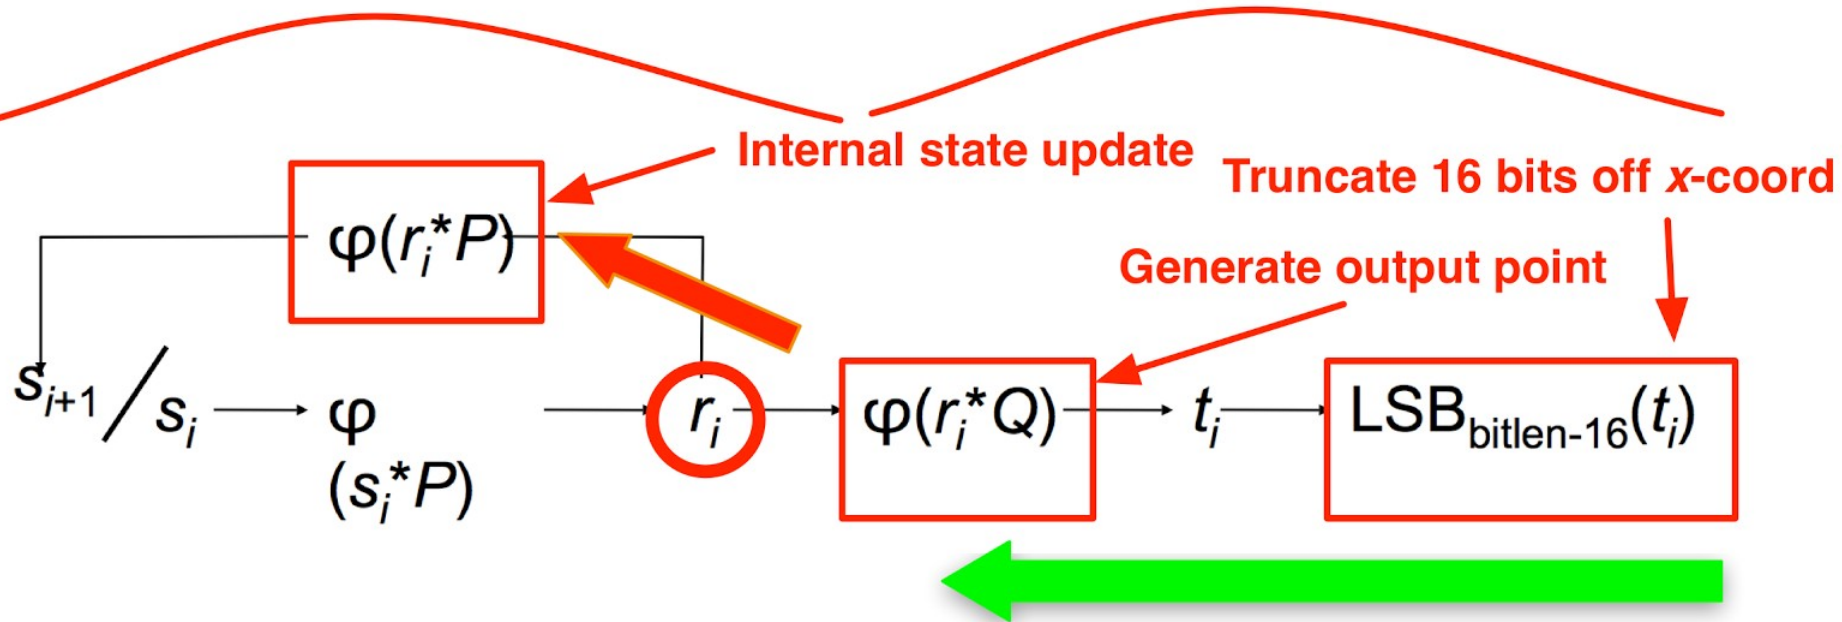 Internal state update
Truncate 16 bits off x-coord
φ(rᵢ*P)
Generate output point
sᵢ₊₁ / sᵢ
φ
(sᵢ*P)
rᵢ
φ(rᵢ*Q)
tᵢ
LSB_bitlen-16(tᵢ)